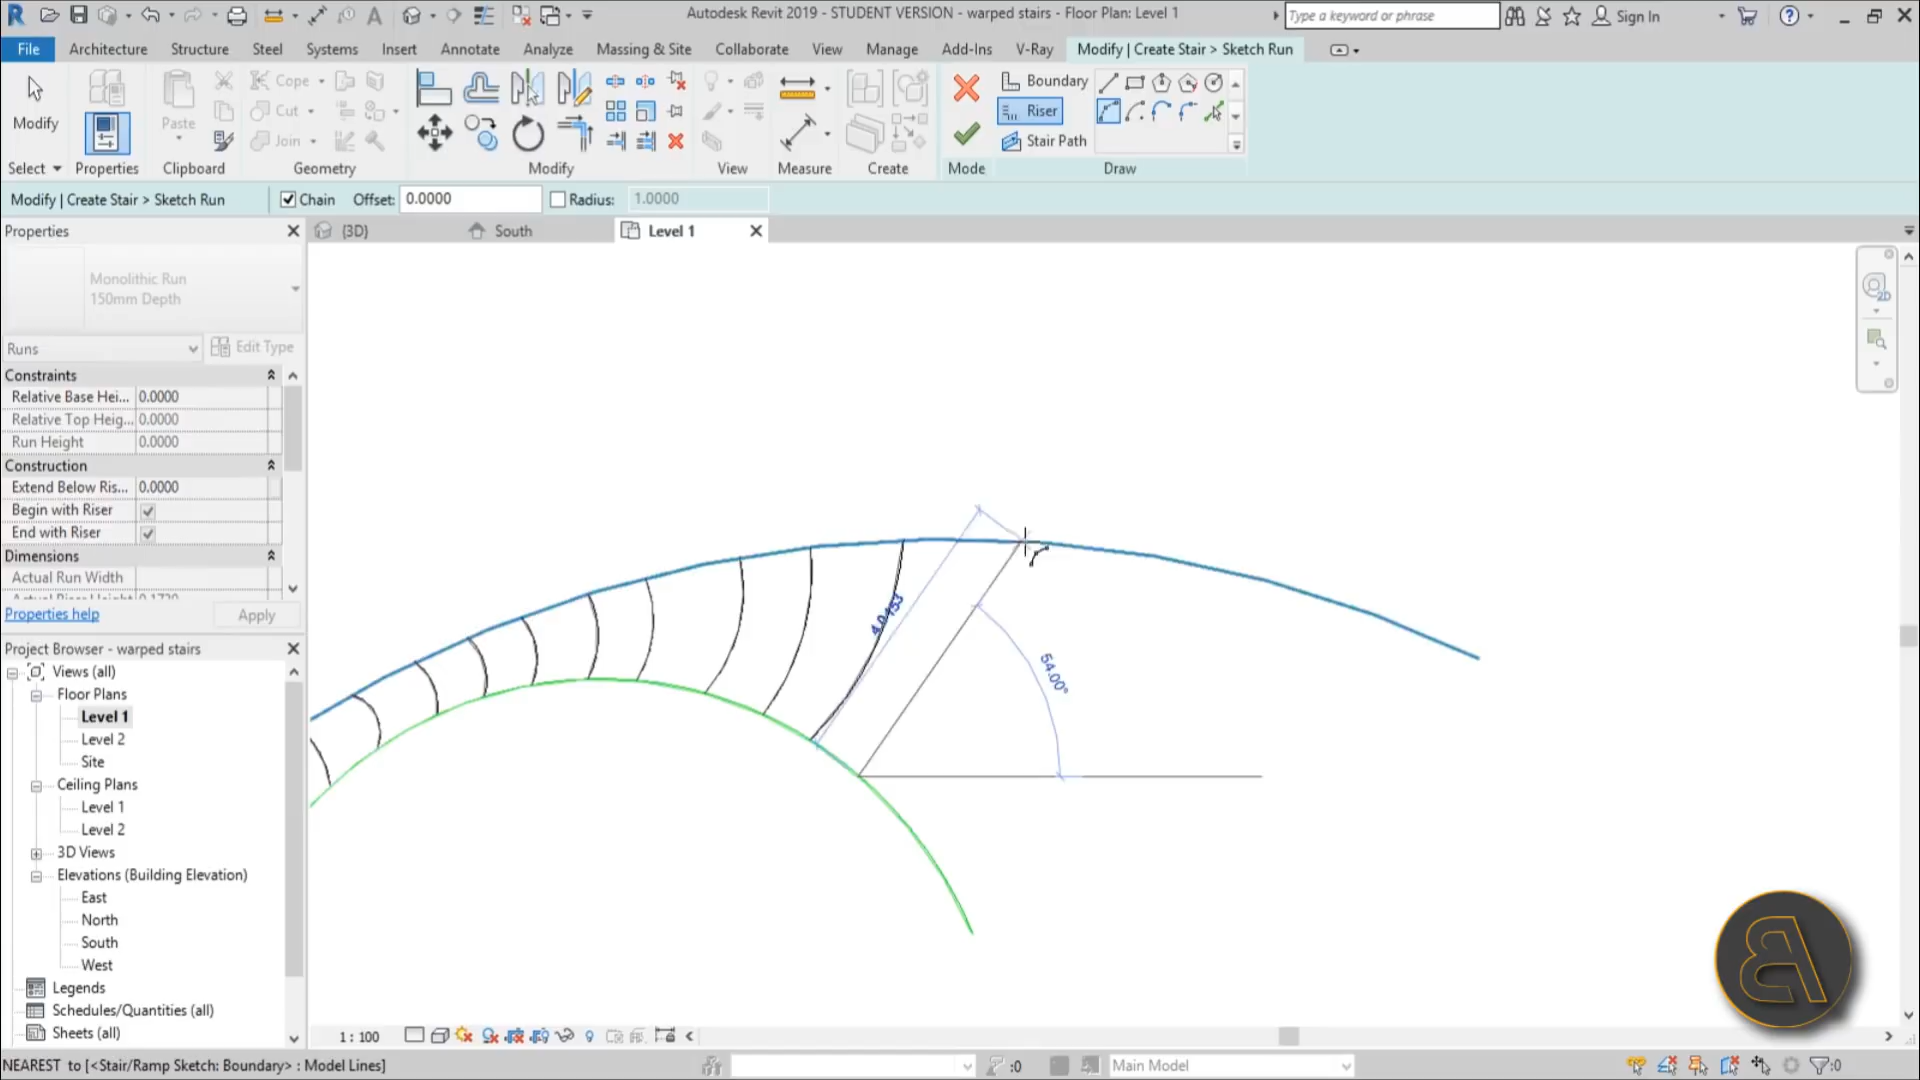 Autodesk Revit 2019 - STUDENT VERSION - warped stairs - Floor Plan: Level 1
Type a keyword or phrase
Sign In
File Architecture Structure Steel Systems Insert Annotate Analyze Massing & Site Collaborate View Manage Add-Ins V-Ray Modify | Create Stair > Sketch Run
Modify
Paste
Cope
Cut
Join
Boundary
Riser
Stair Path
Select Properties Clipboard Geometry Modify View Measure Create Mode Draw
Modify | Create Stair > Sketch Run
Chain Offset: 0.0000 Radius: 1.0000
Properties
{3D} South Level 1
Monolithic Run
150mm Depth
Runs
Edit Type
Constraints
Relative Base Hei... 0.0000
Relative Top Heig... 0.0000
Run Height 0.0000
Construction
Extend Below Ris... 0.0000
Begin with Riser
End with Riser
Dimensions
Actual Run Width
Properties help
Apply
Project Browser - warped stairs
Views (all)
Floor Plans
Level 1
Level 2
Site
Ceiling Plans
Level 1
Level 2
3D Views
Elevations (Building Elevation)
East
North
South
West
Legends
Schedules/Quantities (all)
Sheets (all)
54.00°
2D
1 : 100
NEAREST to [<Stair/Ramp Sketch: Boundary> : Model Lines]
:0
Main Model
:0